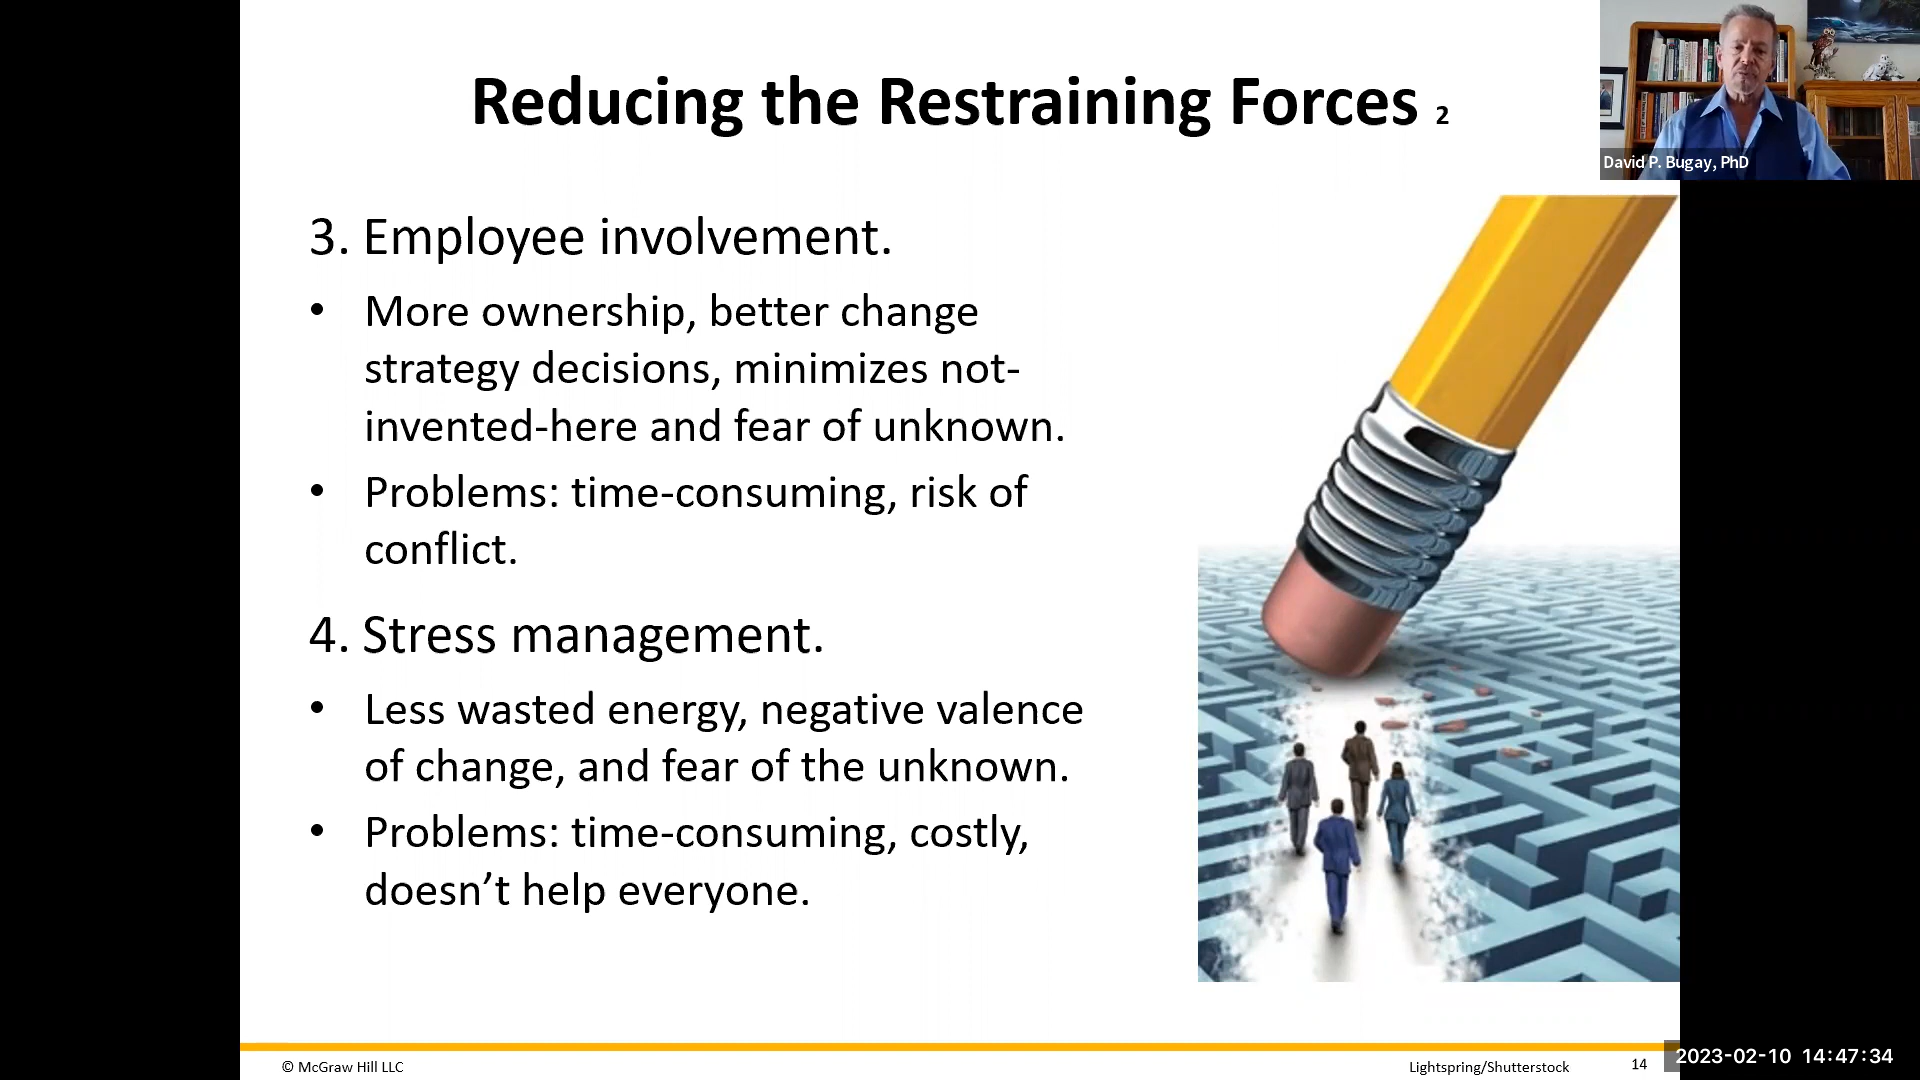 Reducing the Restraining Forces 2
David P. Bugay, PhD
3. Employee involvement.
• More ownership, better change
strategy decisions, minimizes not-
invented-here and fear of unknown.
• Problems: time-consuming, risk of
conflict.
4. Stress management.
• Less wasted energy, negative valence
of change, and fear of the unknown.
• Problems: time-consuming, costly,
doesn’t help everyone.
© McGraw Hill LLC
Lightspring/Shutterstock
14
2023-02-10 14:47:34